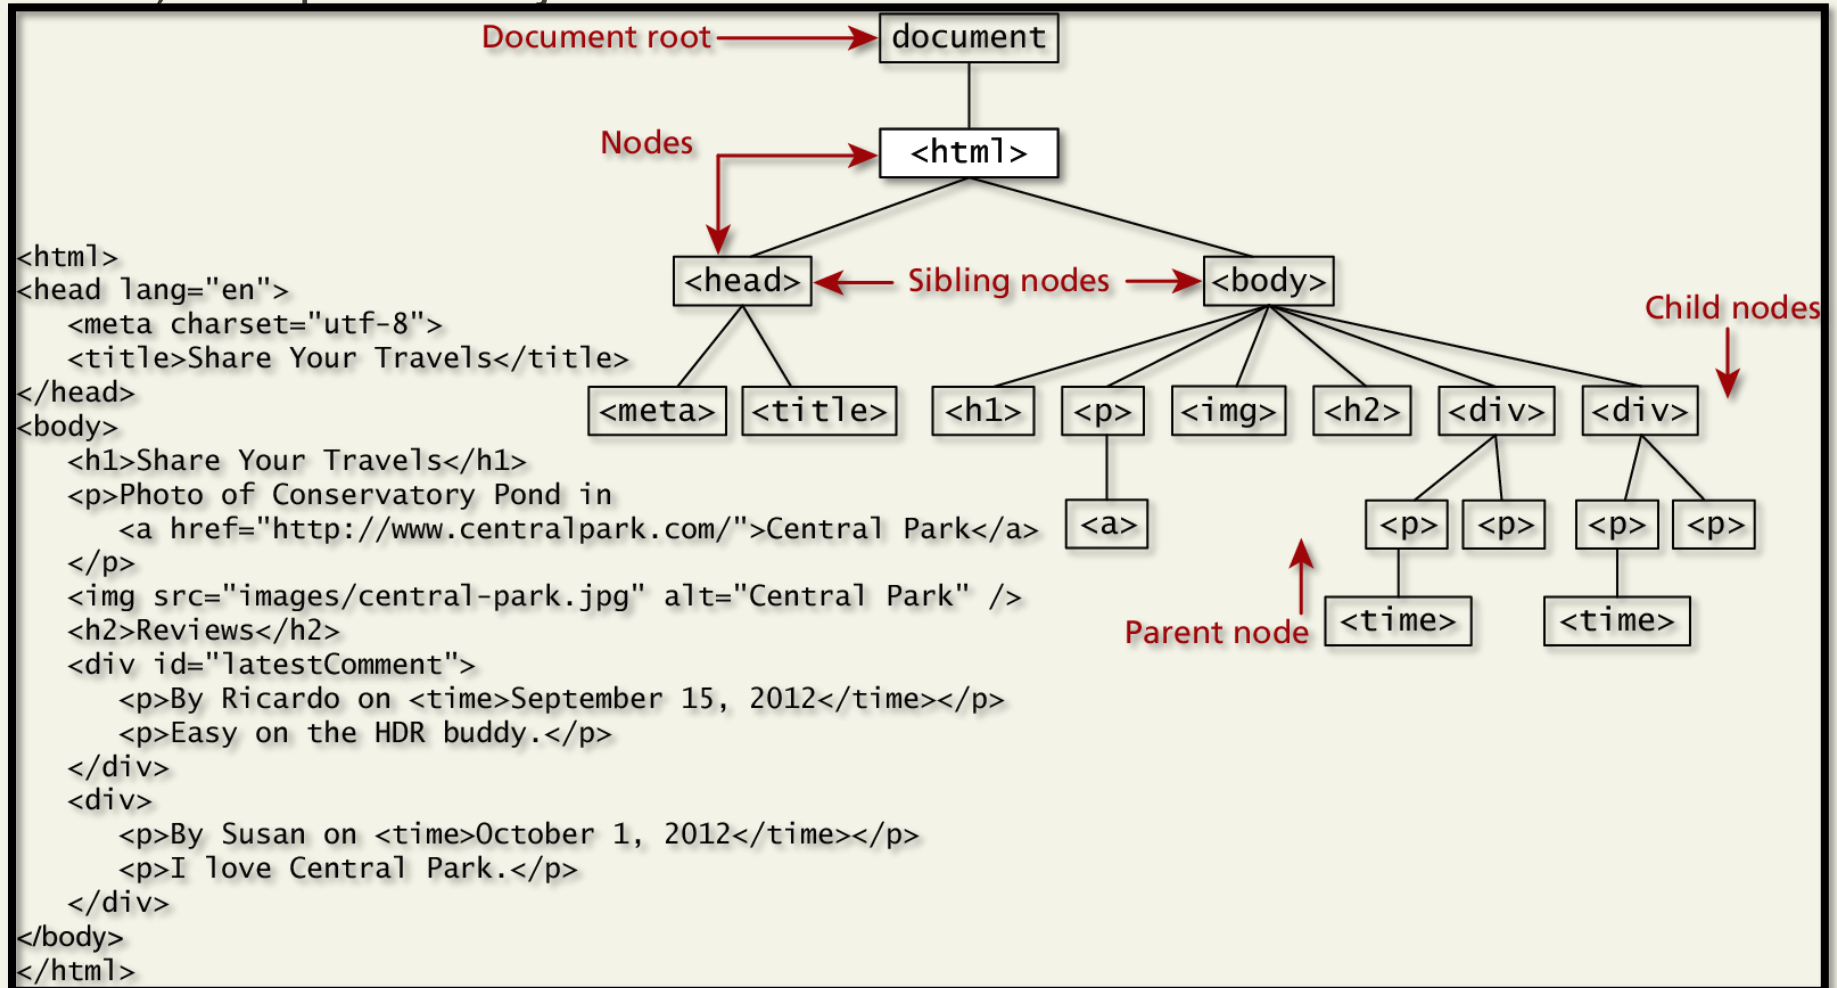 Document root
document
Nodes
<html>
<head>
Sibling nodes
<body>
Child nodes
<meta>
<title>
<h1>
<p>
<img>
<h2>
<div>
<div>
<a>
<p>
<p>
<p>
<p>
Parent node
<time>
<time>
<html>
<head lang="en">
<meta charset="utf-8">
<title>Share Your Travels</title>
</head>
<body>
<h1>Share Your Travels</h1>
<p>Photo of Conservatory Pond in
<a href="http://www.centralpark.com/">Central Park</a>
</p>
<img src="images/central-park.jpg" alt="Central Park" />
<h2>Reviews</h2>
<div id="latestComment">
<p>By Ricardo on <time>September 15, 2012</time></p>
<p>Easy on the HDR buddy.</p>
</div>
<div>
<p>By Susan on <time>October 1, 2012</time></p>
<p>I love Central Park.</p>
</div>
</body>
</html>